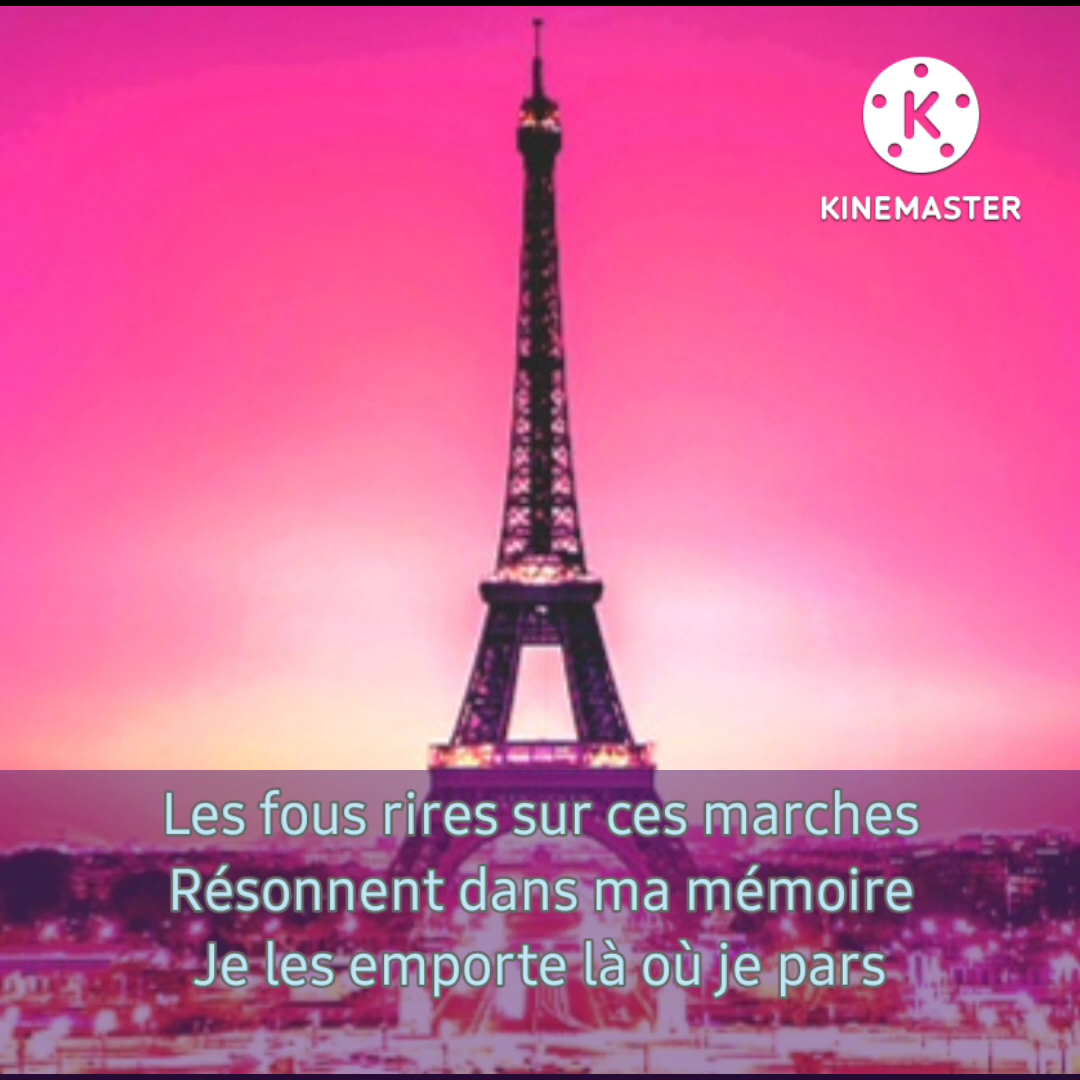 K
KINEMASTER
Les fous rires sur ces marches
Résonnent dans ma mémoire
Je les emporte là où je pars